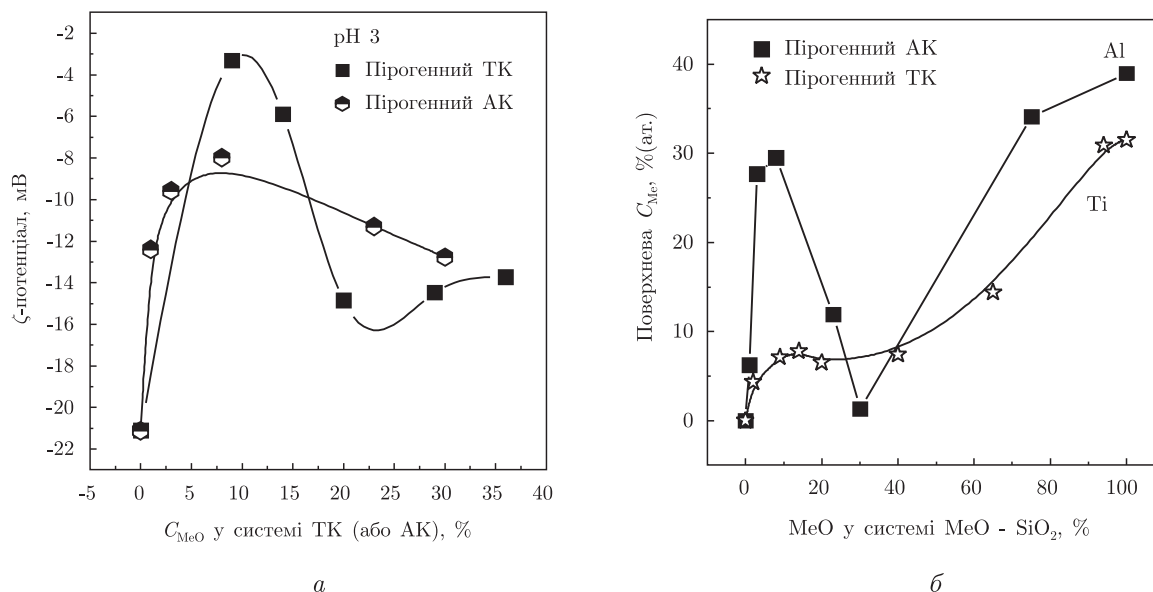 -2
-4
-6
-8
-10
-12
-14
-16
-18
-20
-22
ζ-потенціал, мВ
pH 3
Пірогенний ТК
Пірогенний АК
-5 0 5 10 15 20 25 30 35 40
C_MeO у системі ТК (або АК), %
а
40
30
20
10
0
Поверхнева C_Me, %(ат.)
Пірогенний АК
Пірогенний ТК
Al
Ti
0 20 40 60 80 100
MeO у системі MeO - SiO₂, %
б